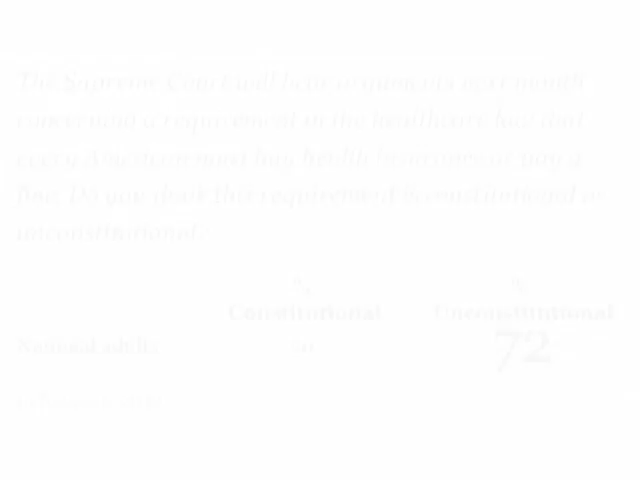 The Supreme Court will hear arguments next month
concerning a requirement in the healthcare law that
every American must buy health insurance or pay a
fine. Do you think this requirement is constitutional or
unconstitutional?
% %
Constitutional Unconstitutional
National adults 72